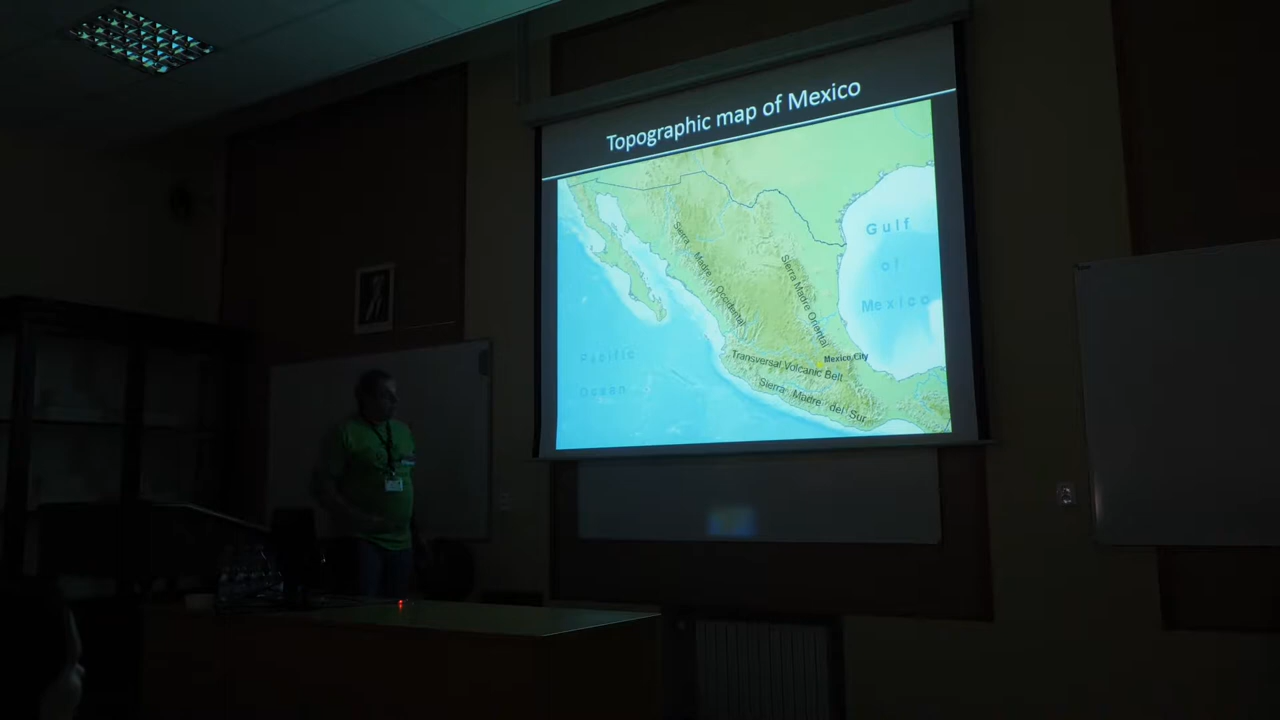 Topographic map of Mexico
Gulf
of
Mexico
Sierra Madre Occidental
Sierra Madre Oriental
Pacific
Ocean
Mexico City
Transversal Volcanic Belt
Sierra Madre del Sur